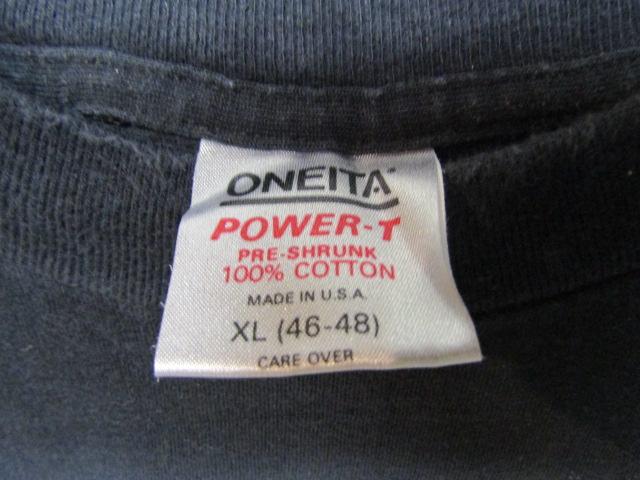 ONEITA
POWER-T
PRE-SHRUNK
100% COTTON
MADE IN U.S.A.
XL (46-48)
CARE OVER